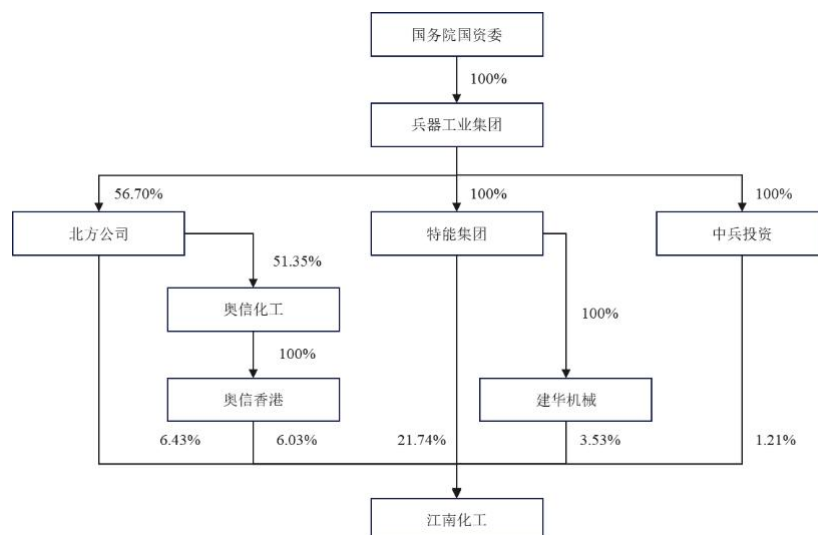 国务院国资委
100%
兵器工业集团
56.70%
100%
100%
北方公司
特能集团
中兵投资
51.35%
奥信化工
100%
100%
奥信香港
建华机械
6.43%
6.03%
21.74%
3.53%
1.21%
江南化工